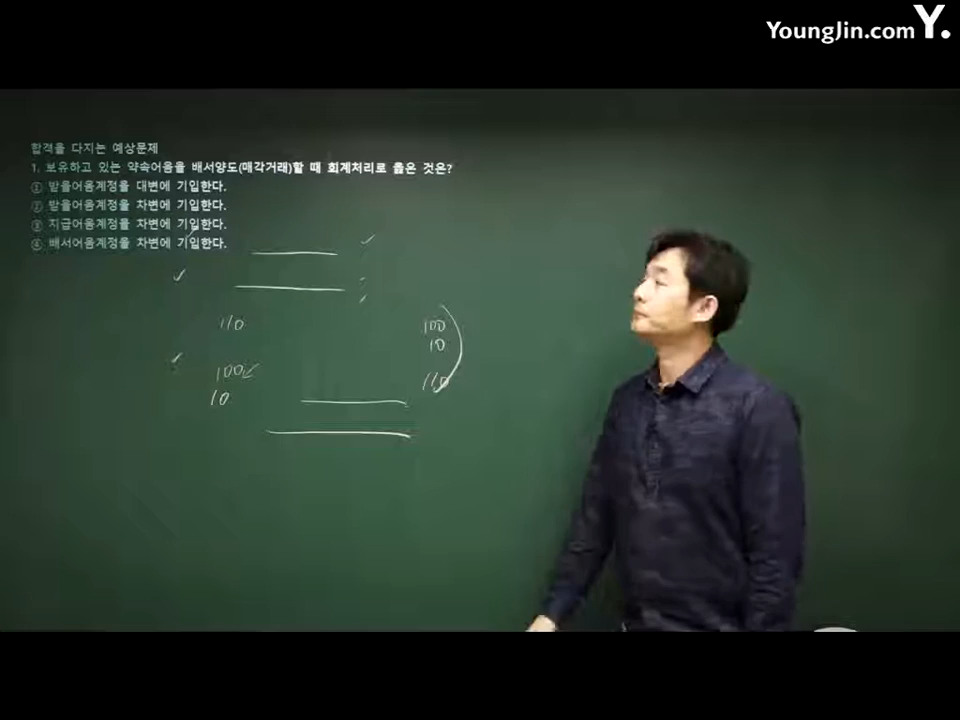 YoungJin.com Y.
합격을 다지는 예상문제
1. 보유하고 있는 약속어음을 배서양도(매각거래)할 때 회계처리로 옳은 것은?
① 받을어음계정을 대변에 기입한다.
② 받을어음계정을 차변에 기입한다.
③ 지급어음계정을 차변에 기입한다.
④ 배서어음계정을 차변에 기입한다.
110 100
10
100 110
10